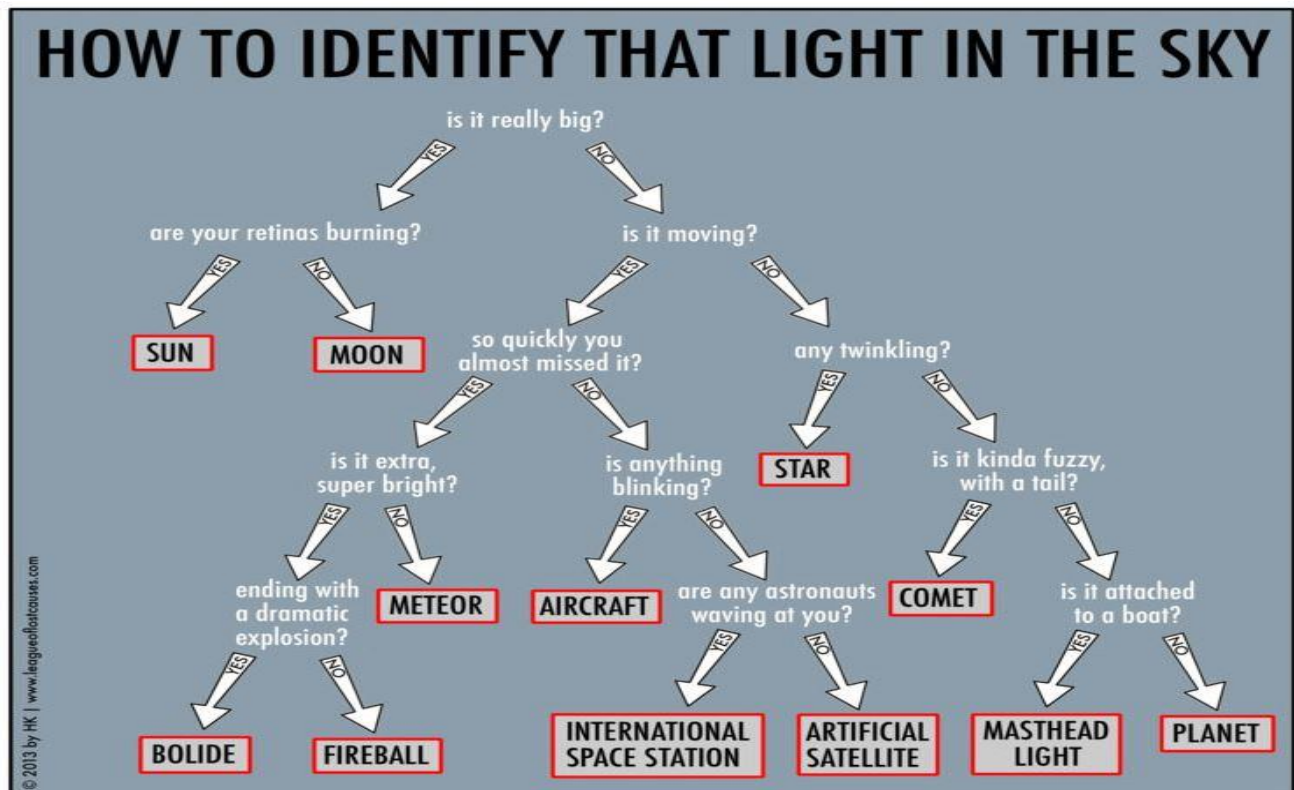 HOW TO IDENTIFY THAT LIGHT IN THE SKY
is it really big?
YES
NO
are your retinas burning?
is it moving?
YES
NO
YES
NO
SUN
MOON
so quickly you
almost missed it?
any twinkling?
YES
NO
YES
NO
is it extra,
super bright?
is anything
blinking?
STAR
is it kinda fuzzy,
with a tail?
YES
NO
YES
NO
YES
NO
ending with
a dramatic
explosion?
METEOR
AIRCRAFT
are any astronauts
waving at you?
COMET
is it attached
to a boat?
YES
NO
YES
NO
YES
NO
BOLIDE
FIREBALL
INTERNATIONAL
SPACE STATION
ARTIFICIAL
SATELLITE
MASTHEAD
LIGHT
PLANET
© 2013 by HK | www.leagueoflostcauses.com